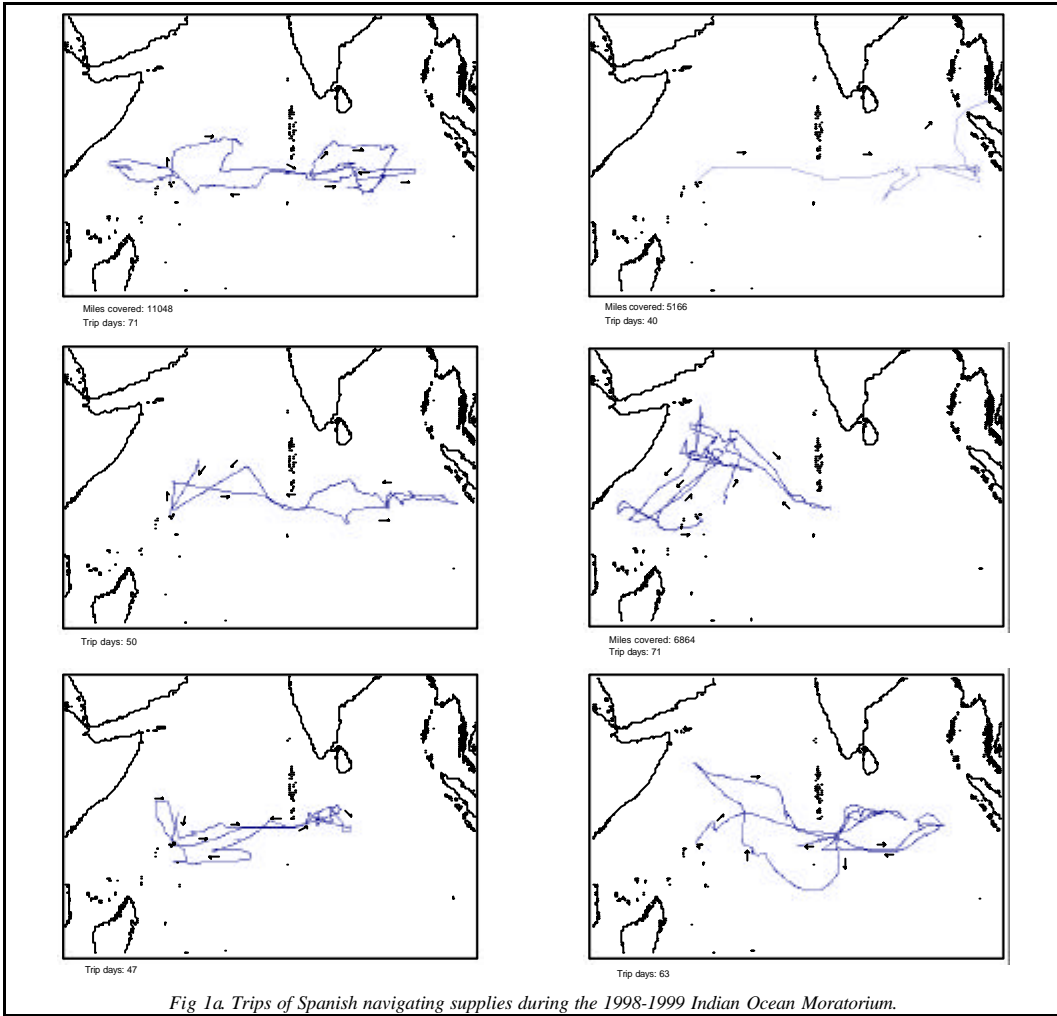 Miles covered: 11048
Trip days: 71
Miles covered: 5166
Trip days: 40
Trip days: 50
Miles covered: 6864
Trip days: 71
Trip days: 47
Trip days: 63
Fig 1a. Trips of Spanish navigating supplies during the 1998-1999 Indian Ocean Moratorium.